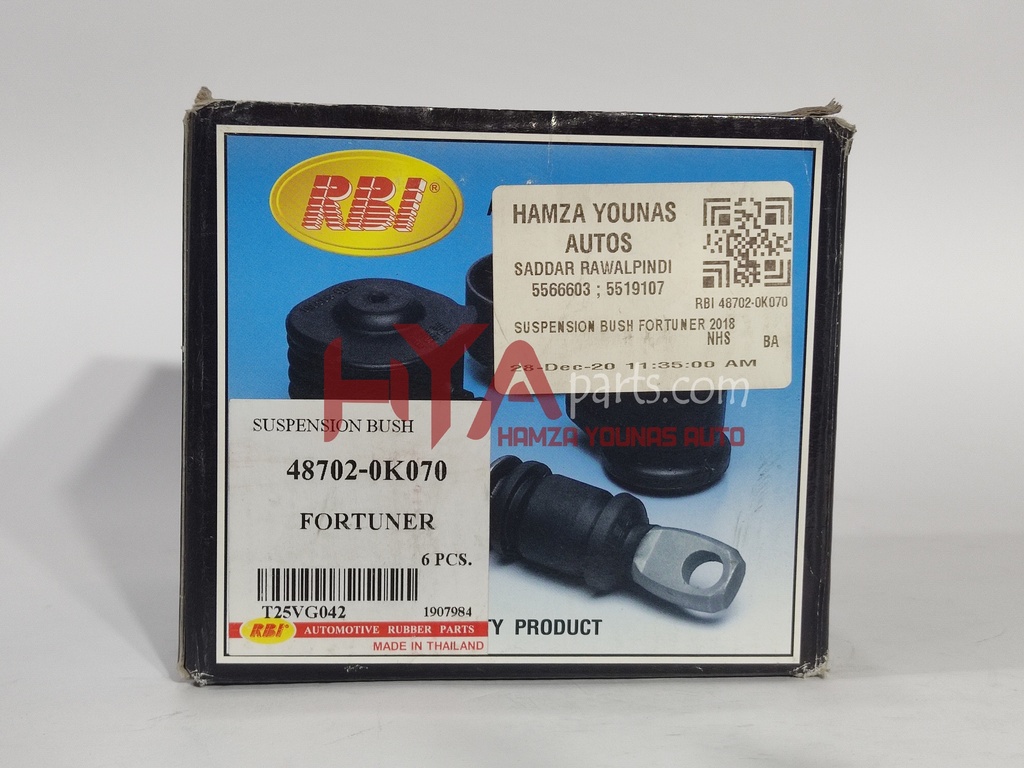 RBI®
A
HAMZA YOUNAS
AUTOS
SADDAR RAWALPINDI
5566603 ; 5519107
RBI 48702-0K070
SUSPENSION BUSH FORTUNER 2018
NHS BA
28-Dec-20 11:35:00 AM
HYAparts.com
HAMZA YOUNAS AUTO
SUSPENSION BUSH
48702-0K070
FORTUNER
6 PCS.
T25VG042 1907984
RBI AUTOMOTIVE RUBBER PARTS
MADE IN THAILAND
TY PRODUCT